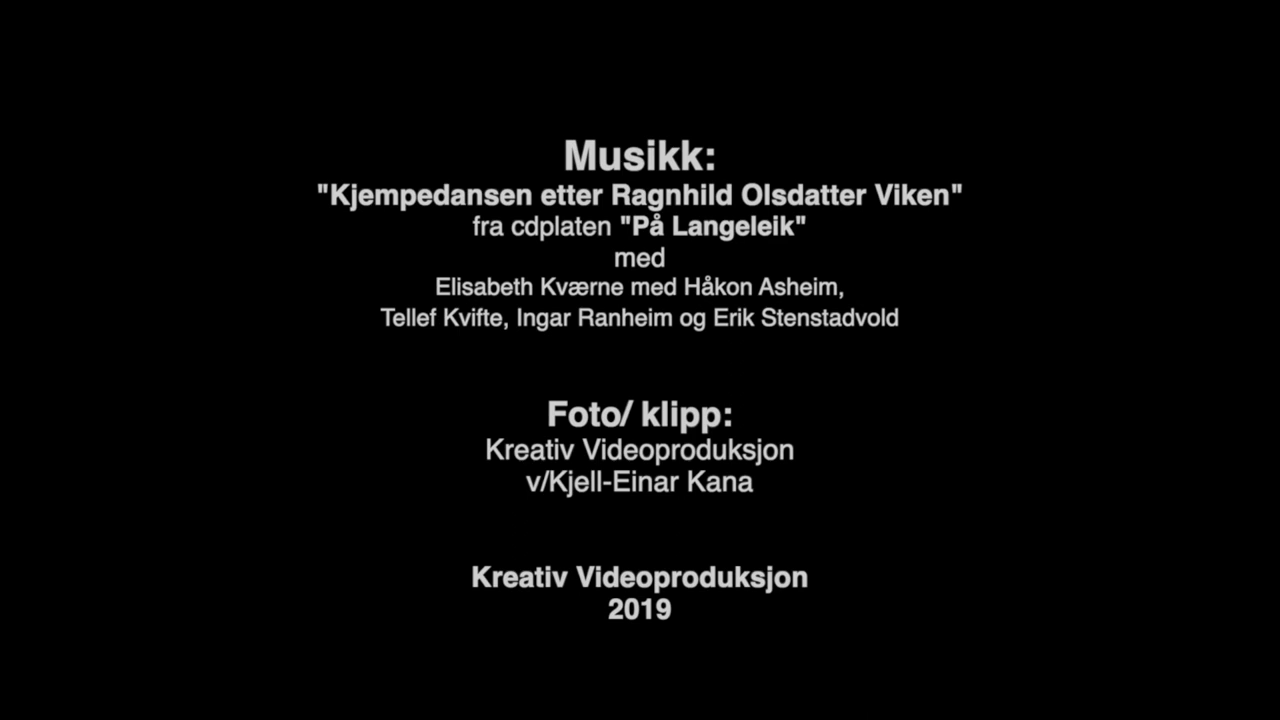 Musikk:
"Kjempedansen etter Ragnhild Olsdatter Viken"
fra cdplaten "På Langeleik"
med
Elisabeth Kværne med Håkon Asheim,
Tellef Kvifte, Ingar Ranheim og Erik Stenstadvold
Foto/ klipp:
Kreativ Videoproduksjon
v/Kjell-Einar Kana
Kreativ Videoproduksjon
2019